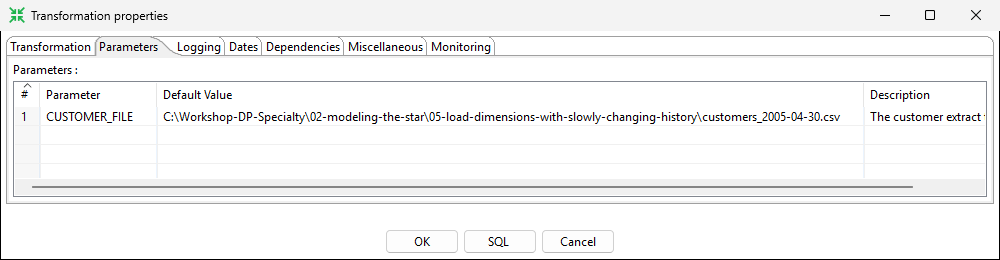 Transformation properties
Transformation Parameters Logging Dates Dependencies Miscellaneous Monitoring
Parameters :
# Parameter Default Value Description
1 CUSTOMER_FILE C:\Workshop-DP-Specialty\02-modeling-the-star\05-load-dimensions-with-slowly-changing-history\customers_2005-04-30.csv The customer extract
OK SQL Cancel